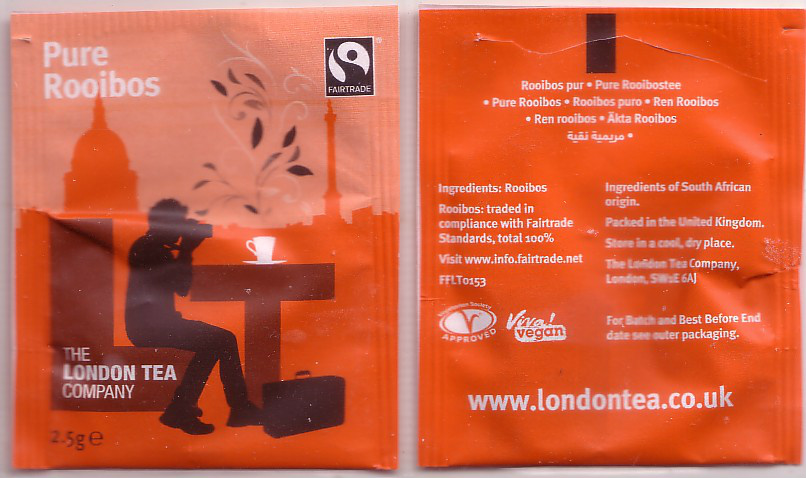 Pure
Rooibos
®
FAIRTRADE
L T
THE
LONDON TEA
COMPANY
2.5g ℮
Rooibos pur • Pure Rooibostee
• Pure Rooibos • Rooibos puro • Ren Rooibos
• Ren rooibos • Äkta Rooibos
• مريمية نقية
Ingredients: Rooibos
Rooibos: traded in
compliance with Fairtrade
Standards, total 100%
Visit www.info.fairtrade.net
FFLT0153
Vegetarian Society
APPROVED
Viva!
vegan
Ingredients of South African
origin.
Packed in the United Kingdom.
Store in a cool, dry place.
The London Tea Company,
London, SW1E 6AJ
For Batch and Best Before End
date see outer packaging.
www.londontea.co.uk